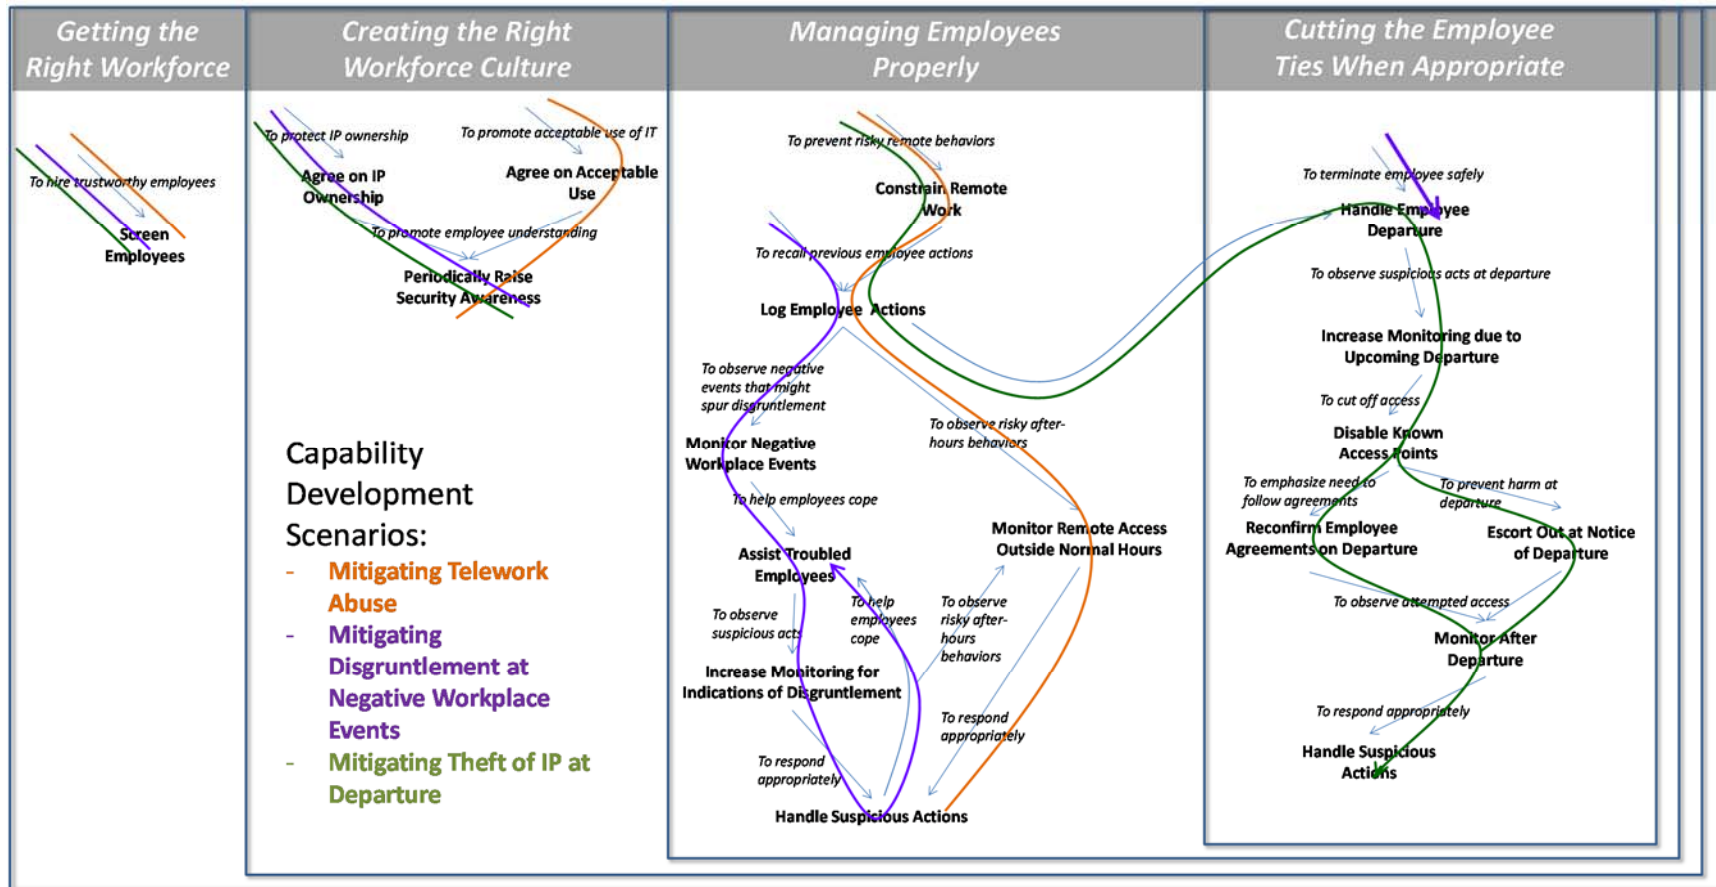 Getting the
Right Workforce
To hire trustworthy employees
Screen
Employees
Creating the Right
Workforce Culture
To protect IP ownership
To promote acceptable use of IT
Agree on IP
Ownership
Agree on Acceptable
Use
To promote employee understanding
Periodically Raise
Security Awareness
Capability
Development
Scenarios:
- Mitigating Telework
Abuse
- Mitigating
Disgruntlement at
Negative Workplace
Events
- Mitigating Theft of IP at
Departure
Managing Employees
Properly
To prevent risky remote behaviors
Constrain Remote
Work
To recall previous employee actions
Log Employee Actions
To observe negative
events that might
spur disgruntlement
To observe risky after-
hours behaviors
Monitor Negative
Workplace Events
To help employees cope
Monitor Remote Access
Outside Normal Hours
Assist Troubled
Employees
To observe
suspicious acts
To help
employees
cope
To observe
risky after-
hours
behaviors
Increase Monitoring for
Indications of Disgruntlement
To respond
appropriately
To respond
appropriately
Handle Suspicious Actions
Cutting the Employee
Ties When Appropriate
To terminate employee safely
Handle Employee
Departure
To observe suspicious acts at departure
Increase Monitoring due to
Upcoming Departure
To cut off access
Disable Known
Access Points
To emphasize need to
follow agreements
To prevent harm at
departure
Reconfirm Employee
Agreements on Departure
Escort Out at Notice
of Departure
To observe attempted access
Monitor After
Departure
To respond appropriately
Handle Suspicious
Actions